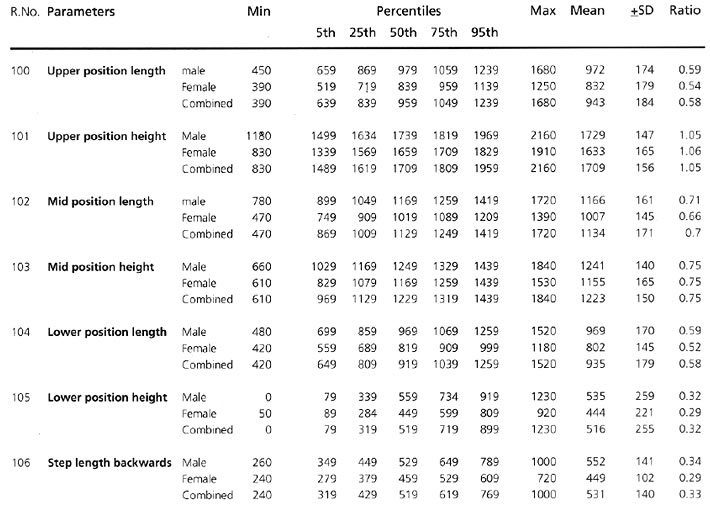 R.No. Parameters Min Percentiles Max Mean ±SD Ratio
5th 25th 50th 75th 95th
100 Upper position length male 450 659 869 979 1059 1239 1680 972 174 0.59
Female 390 519 719 839 959 1139 1250 832 179 0.54
Combined 390 639 839 959 1049 1239 1680 943 184 0.58
101 Upper position height Male 1180 1499 1634 1739 1819 1969 2160 1729 147 1.05
Female 830 1339 1569 1659 1709 1829 1910 1633 165 1.06
Combined 830 1489 1619 1709 1809 1959 2160 1709 156 1.05
102 Mid position length male 780 899 1049 1169 1259 1419 1720 1166 161 0.71
Female 470 749 909 1019 1089 1209 1390 1007 145 0.66
Combined 470 869 1009 1129 1249 1419 1720 1134 171 0.7
103 Mid position height Male 660 1029 1169 1249 1329 1439 1840 1241 140 0.75
Female 610 829 1079 1169 1259 1439 1530 1155 165 0.75
Combined 610 969 1129 1229 1319 1439 1840 1223 150 0.75
104 Lower position length Male 480 699 859 969 1069 1259 1520 969 170 0.59
Female 420 559 689 819 909 999 1180 802 145 0.52
Combined 420 649 809 919 1039 1259 1520 935 179 0.58
105 Lower position height Male 0 79 339 559 734 919 1230 535 259 0.32
Female 50 89 284 449 599 809 920 444 221 0.29
Combined 0 79 319 519 719 899 1230 516 255 0.32
106 Step length backwards Male 260 349 449 529 649 789 1000 552 141 0.34
Female 240 279 379 459 529 609 720 449 102 0.29
Combined 240 319 429 519 619 769 1000 531 140 0.33